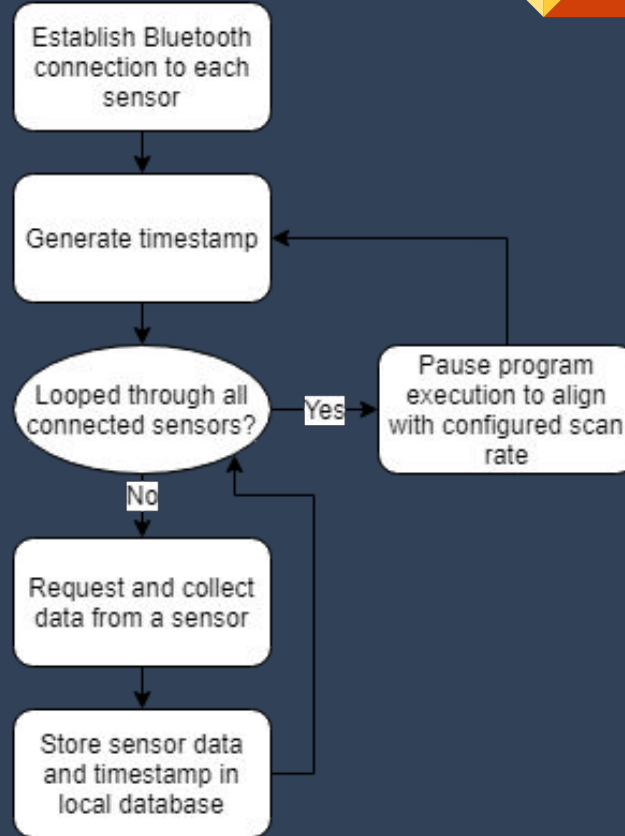 Establish Bluetooth
connection to each
sensor
Generate timestamp
Looped through all
connected sensors?
Yes
Pause program
execution to align
with configured scan
rate
No
Request and collect
data from a sensor
Store sensor data
and timestamp in
local database